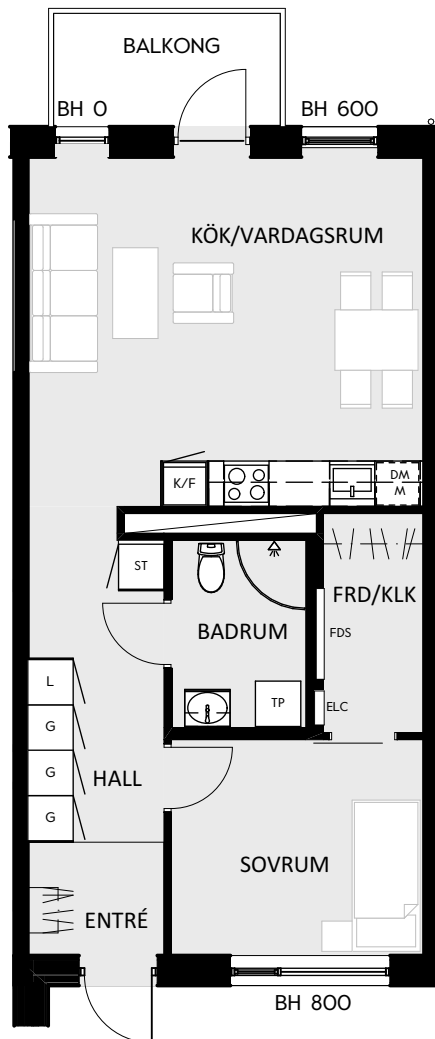 BALKONG
BH 0
BH 600
KÖK/VARDAGSRUM
K/F
DM
M
ST
FRD/KLK
BADRUM
FDS
L
TP
ELC
G
G
HALL
G
SOVRUM
ENTRÉ
BH 800